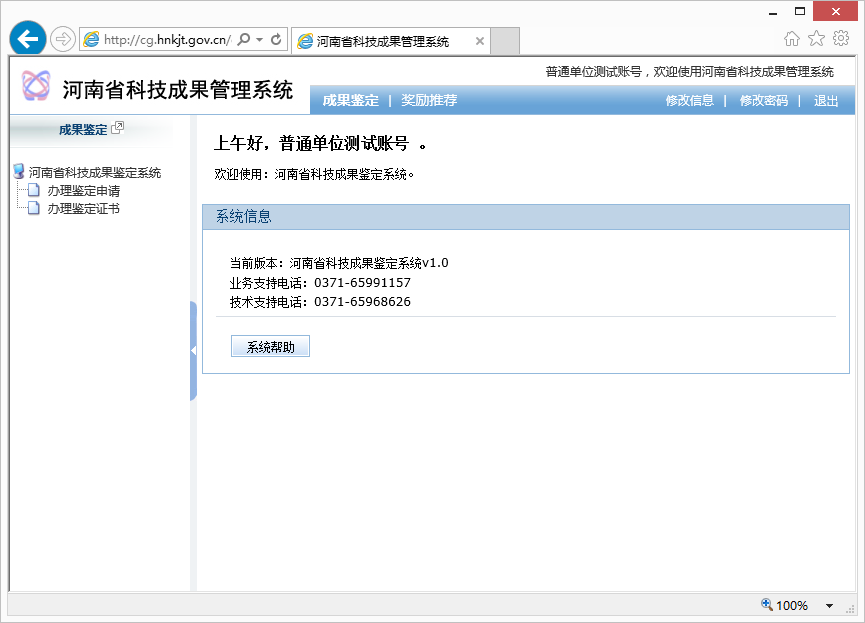 http://cg.hnkjt.gov.cn/
河南省科技成果管理系统
普通单位测试账号，欢迎使用河南省科技成果管理系统
河南省科技成果管理系统
成果鉴定 | 奖励推荐
修改信息 | 修改密码 | 退出
成果鉴定
河南省科技成果鉴定系统
办理鉴定申请
办理鉴定证书
上午好，普通单位测试账号 。
欢迎使用：河南省科技成果鉴定系统。
系统信息
当前版本：河南省科技成果鉴定系统v1.0
业务支持电话：0371-65991157
技术支持电话：0371-65968626
系统帮助
100%